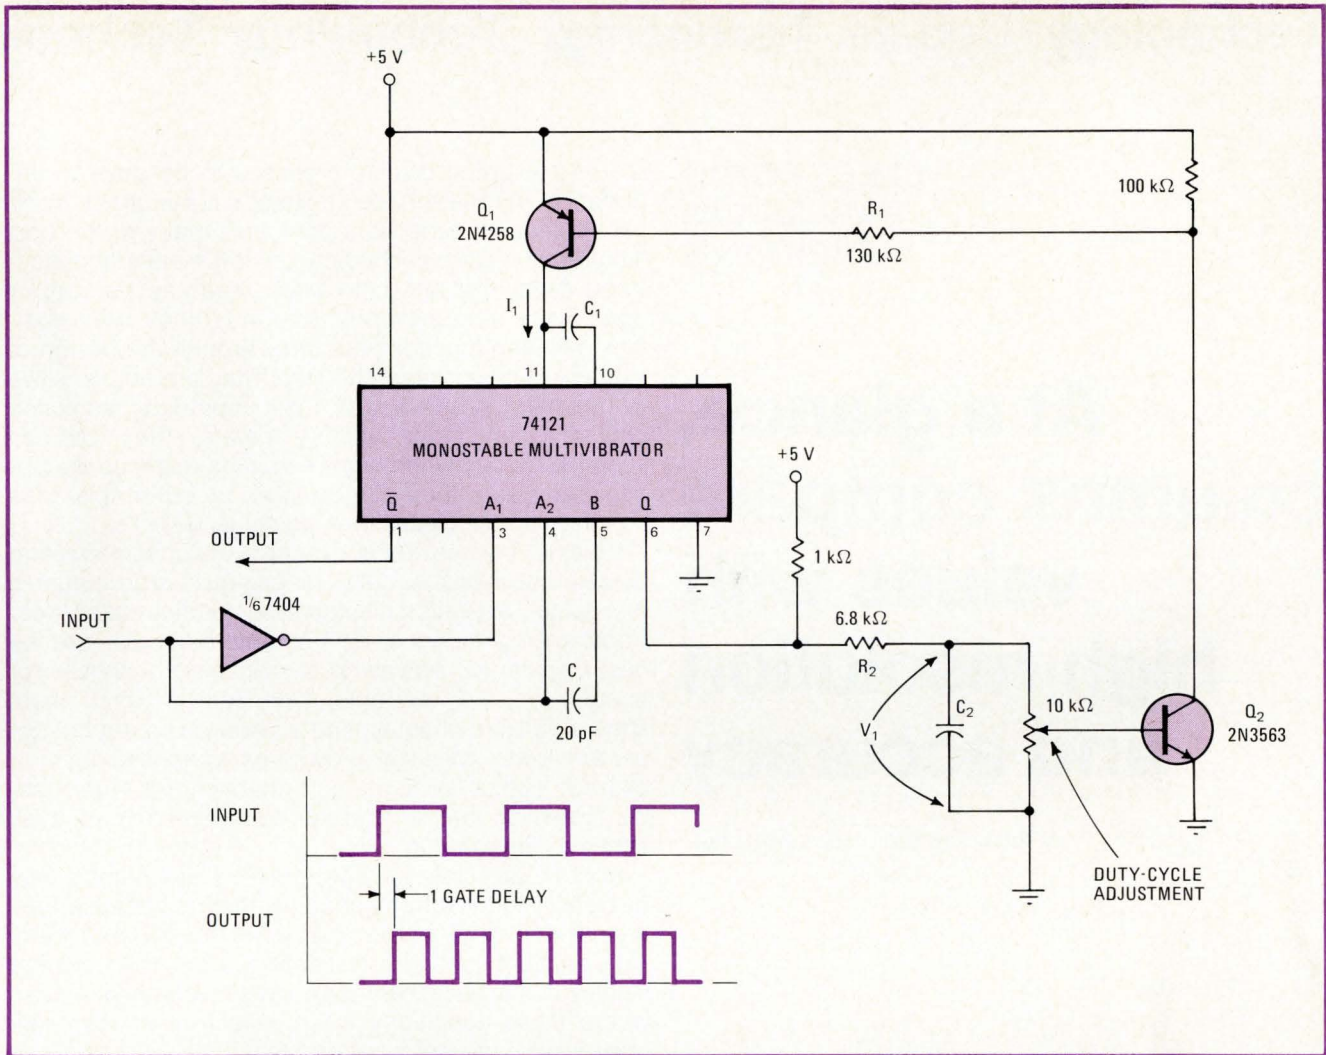 +5 V
100 kΩ
Q1
2N4258
R1
130 kΩ
I1
C1
14
11
10
74121
MONOSTABLE MULTIVIBRATOR
+5 V
Q̅
A1
A2
B
Q
1
3
4
5
6
7
OUTPUT
1 kΩ
1/6 7404
INPUT
6.8 kΩ
R2
C
20 pF
V1
C2
10 kΩ
Q2
2N3563
INPUT
1 GATE DELAY
OUTPUT
DUTY-CYCLE
ADJUSTMENT